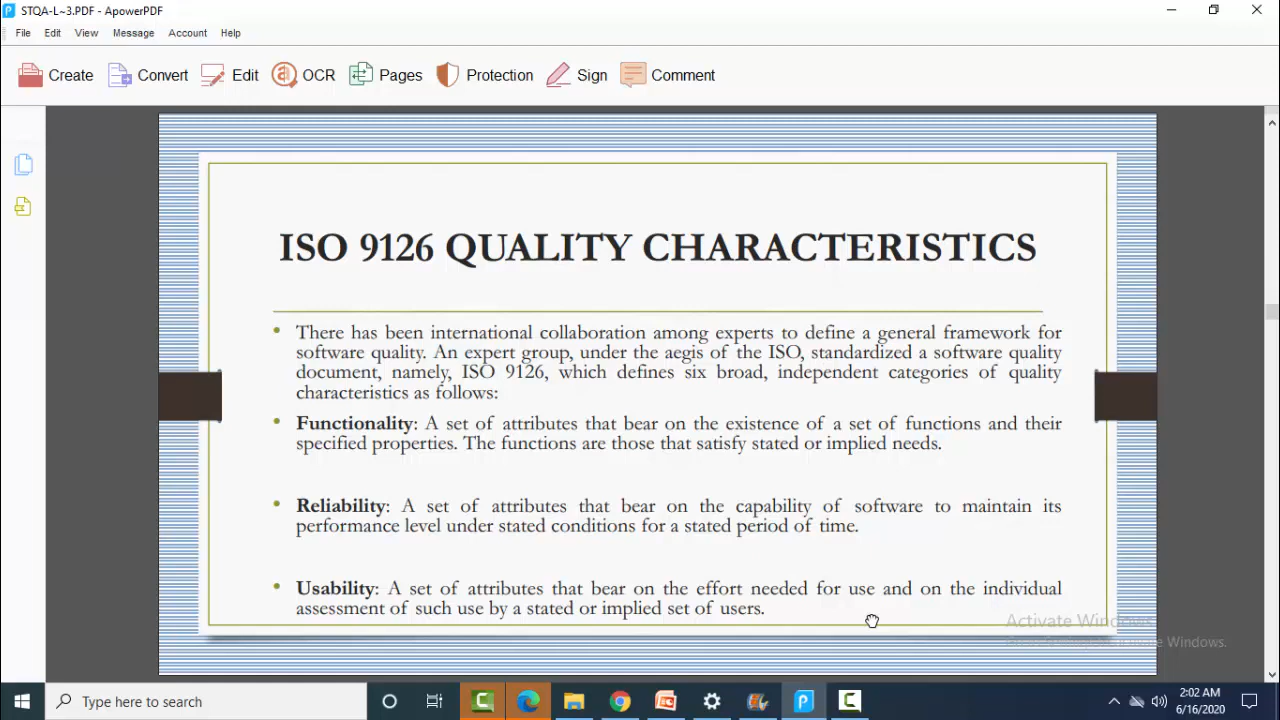 STQA-L~3.PDF - ApowerPDF
File Edit View Message Account Help
Create Convert Edit OCR Pages Protection Sign Comment
ISO 9126 QUALITY CHARACTERISTICS
• There has been international collaboration among experts to define a general framework for
software quality. An expert group, under the aegis of the ISO, standardized a software quality
document, namely, ISO 9126, which defines six broad, independent categories of quality
characteristics as follows:
• Functionality: A set of attributes that bear on the existence of a set of functions and their
specified properties. The functions are those that satisfy stated or implied needs.
• Reliability: A set of attributes that bear on the capability of software to maintain its
performance level under stated conditions for a stated period of time.
• Usability: A set of attributes that bear on the effort needed for use and on the individual
assessment of such use by a stated or implied set of users.
Activate Windows
Windows.
Type here to search
2:02 AM
6/16/2020